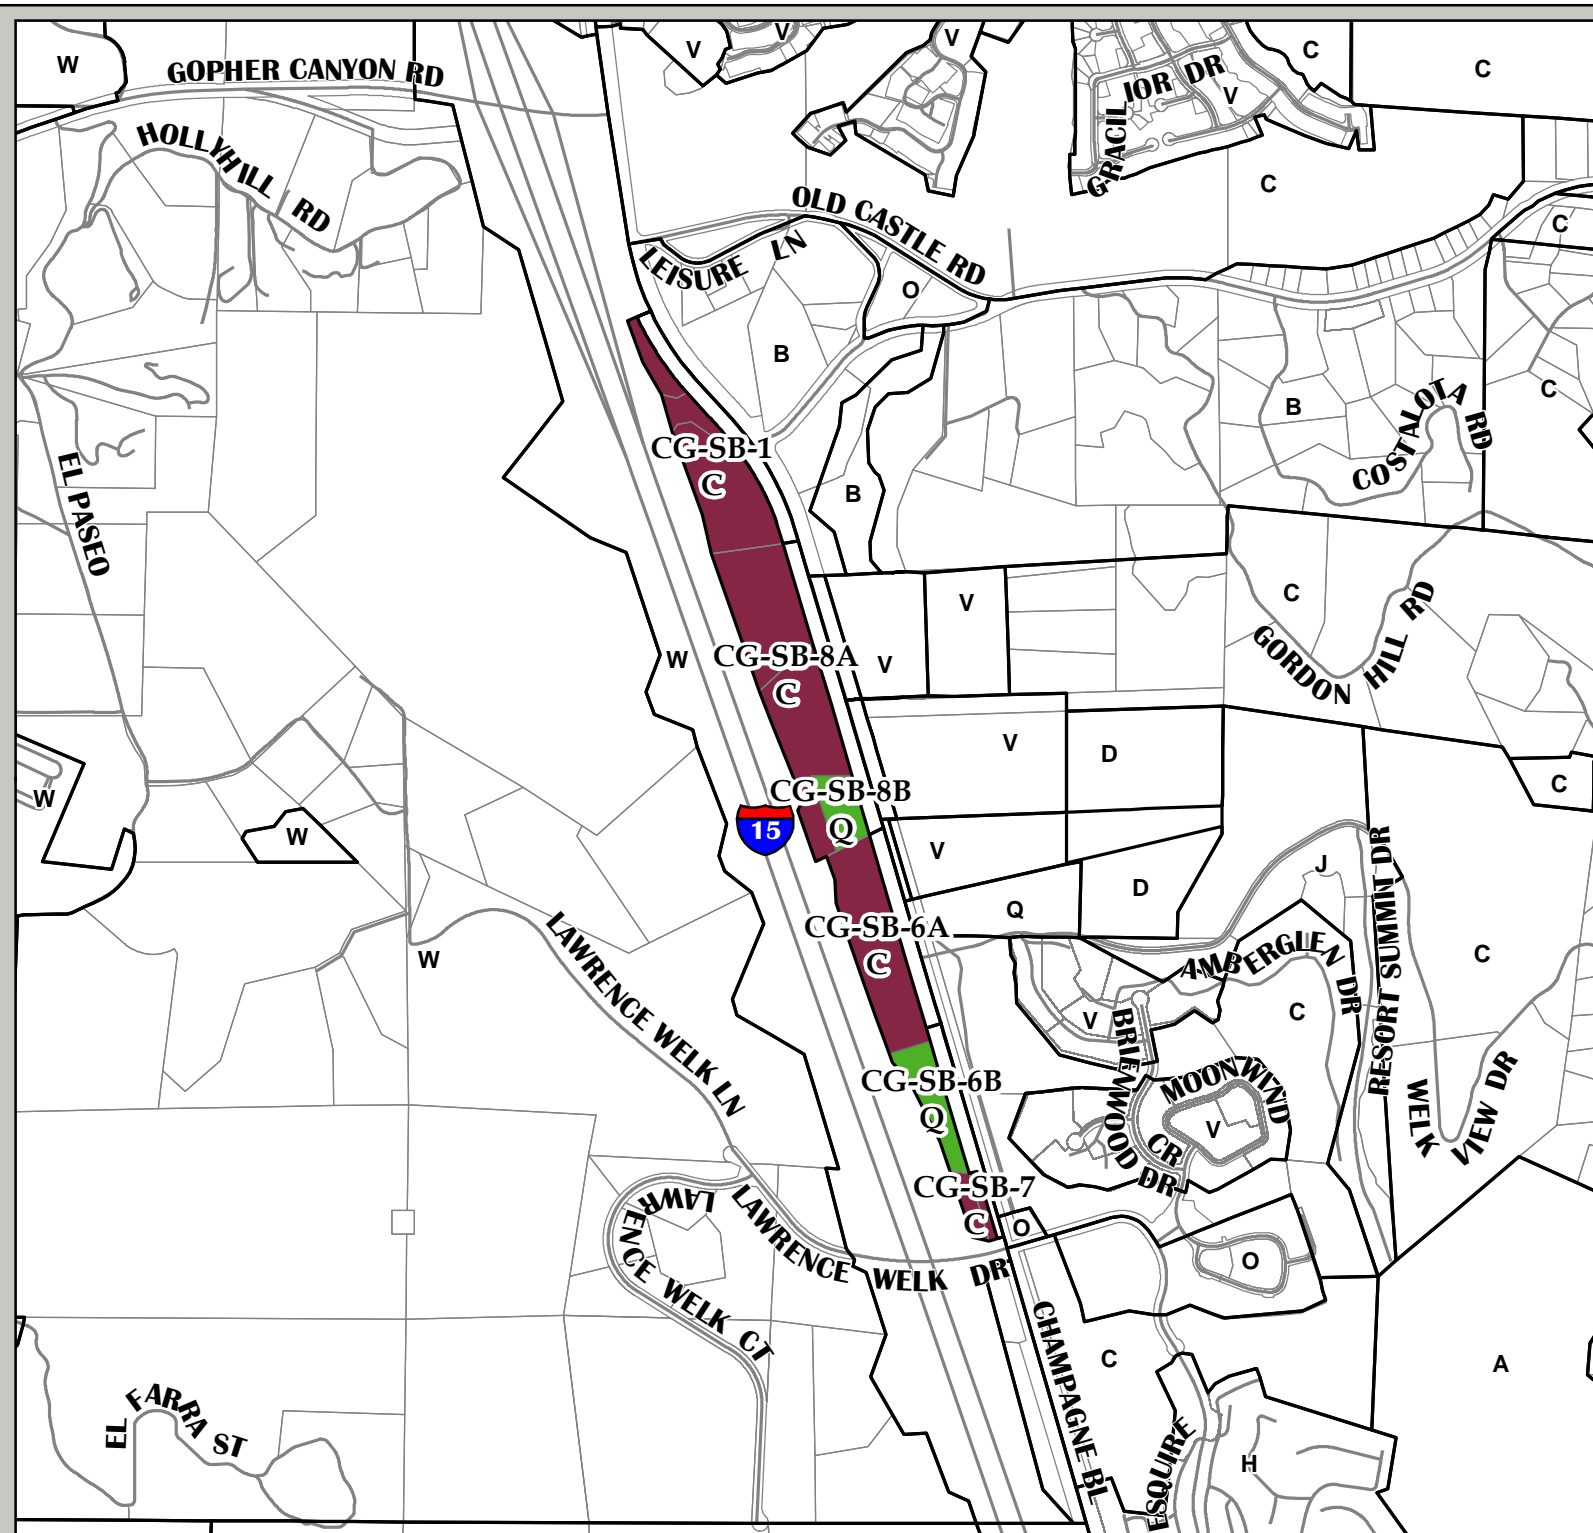 V
V
V
C
C
W
GOPHER CANYON RD
GRACILIOR DR
V
HOLLYHILL RD
C
OLD CASTLE RD
C
LEISURE LN
O
B
B
C
COSTALOTA RD
CG-SB-1
C
B
EL PASEO
C
V
GORDON HILL RD
W
CG-SB-8A
C
V
V
D
C
W
CG-SB-8B
Q
15
W
V
J
D
RESORT SUMMIT DR
Q
CG-SB-6A
C
W
LAWRENCE WELK LN
AMBERGLEN DR
C
C
V
BRIEWOOD DR
CG-SB-6B
Q
MOONWIND CR
V
WELK VIEW DR
CG-SB-7
C
O
LAWRENCE WELK CT
LAWRENCE WELK DR
O
CHAMPAGNE BL
C
A
EL FARRA ST
ESQUIRE
H